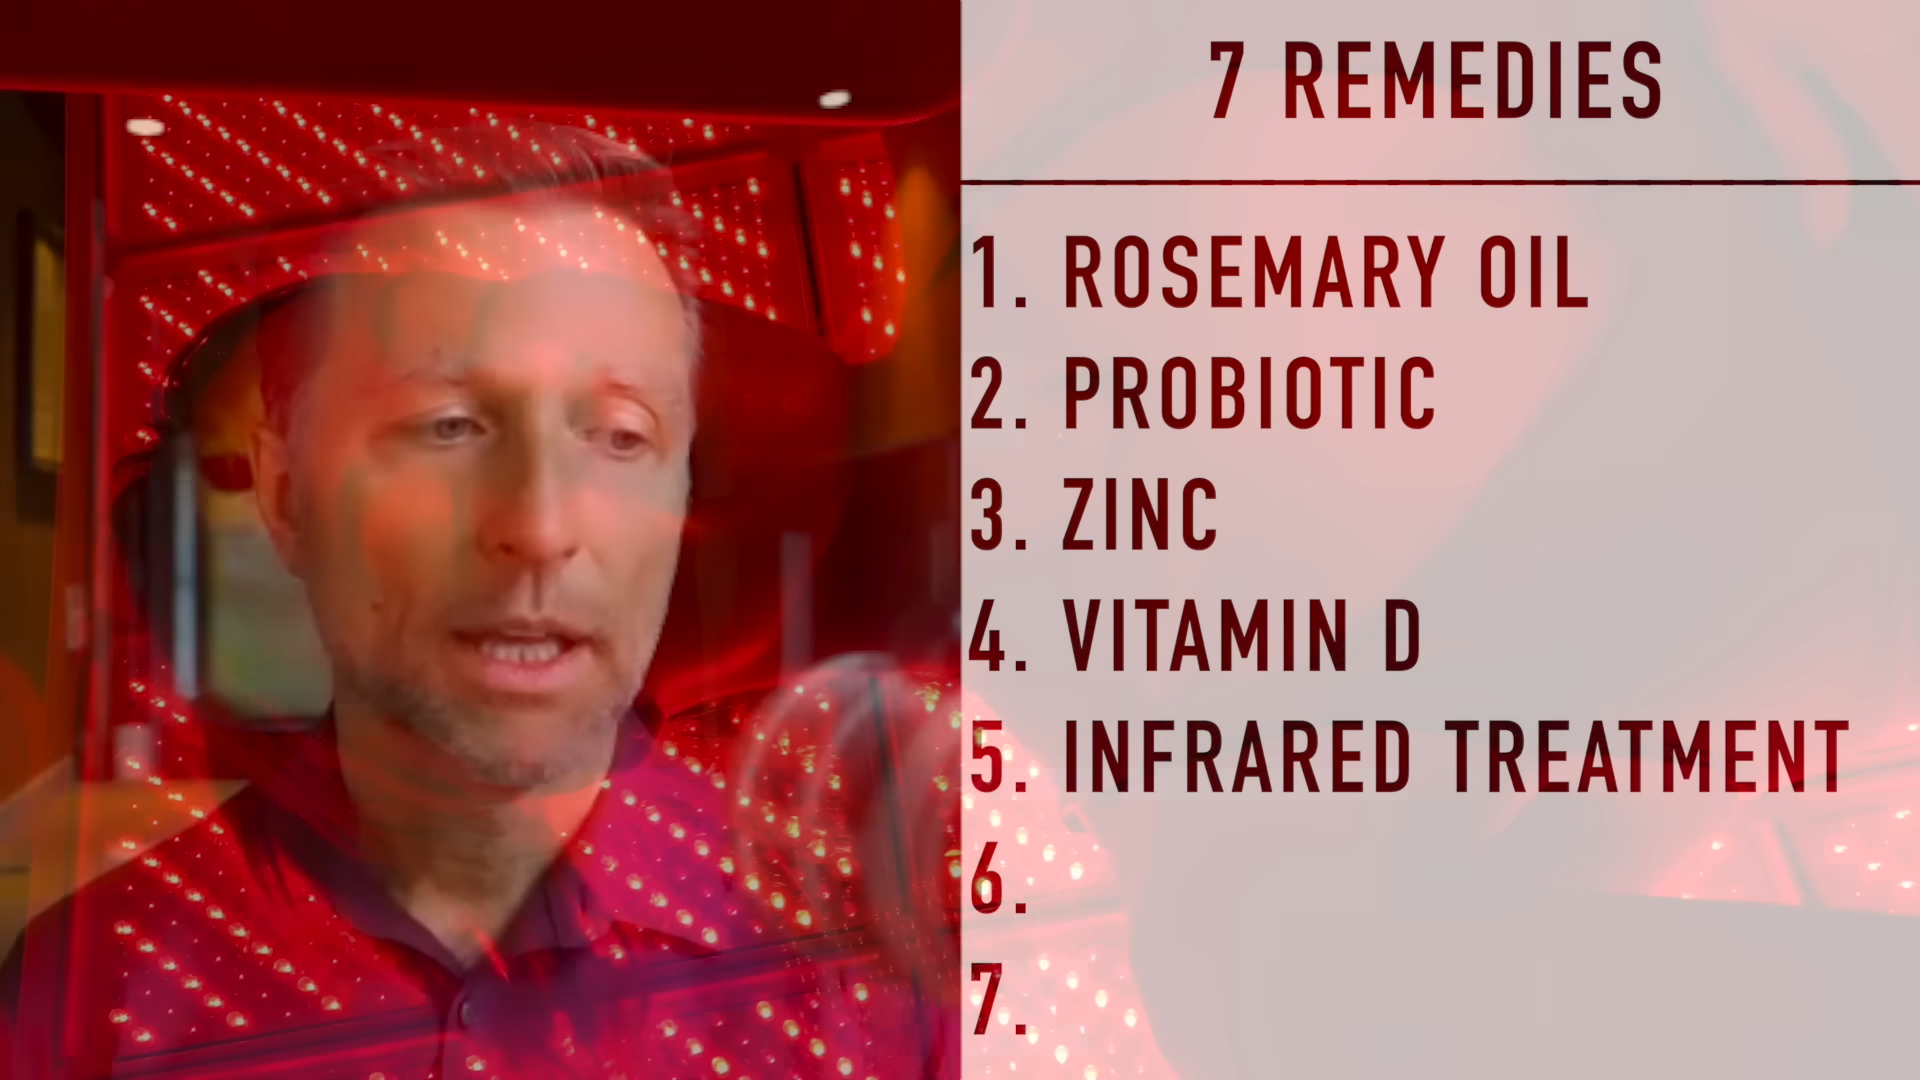 7 REMEDIES
1. ROSEMARY OIL
2. PROBIOTIC
3. ZINC
4. VITAMIN D
5. INFRARED TREATMENT
6.
7.